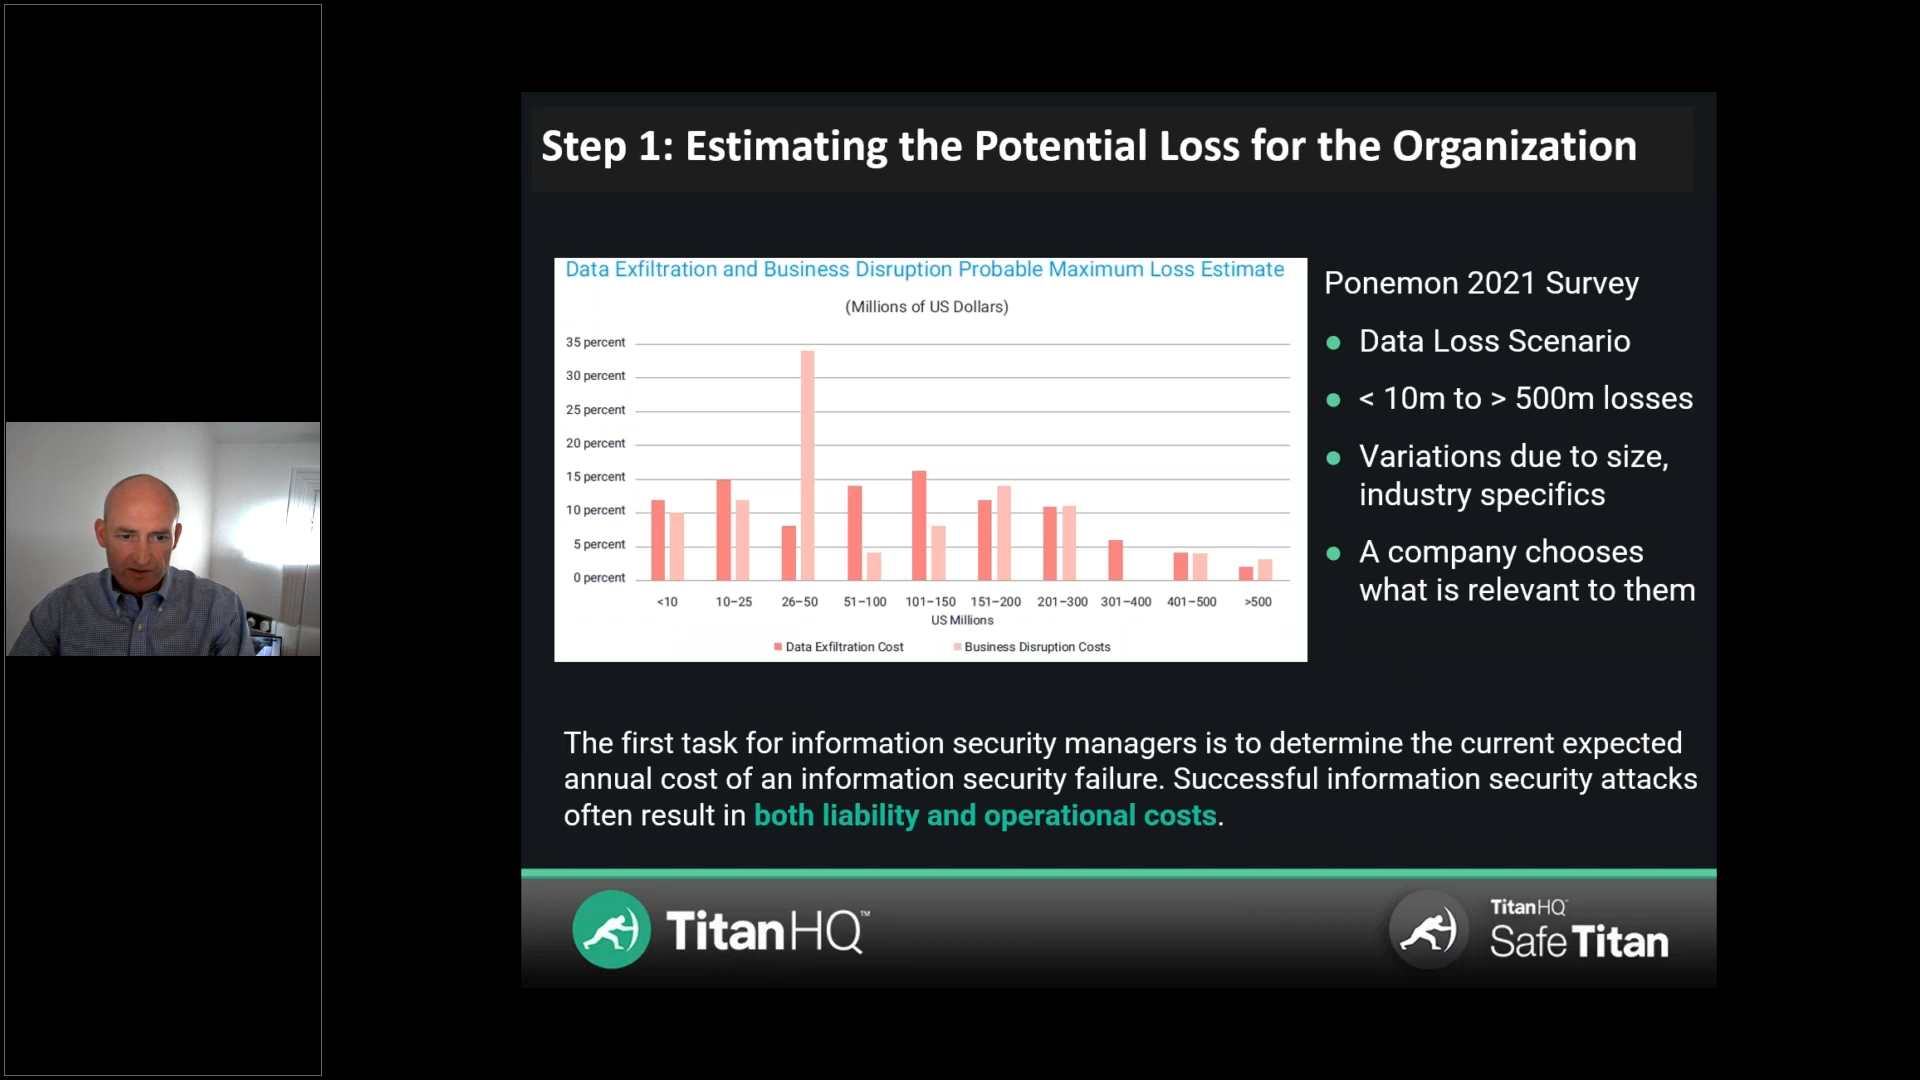 Step 1: Estimating the Potential Loss for the Organization
Data Exfiltration and Business Disruption Probable Maximum Loss Estimate
(Millions of US Dollars)
35 percent
30 percent
25 percent
20 percent
15 percent
10 percent
5 percent
0 percent
<10 10–25 26–50 51–100 101–150 151–200 201–300 301–400 401–500 >500
US Millions
Data Exfiltration Cost Business Disruption Costs
Ponemon 2021 Survey
Data Loss Scenario
< 10m to > 500m losses
Variations due to size,
industry specifics
A company chooses
what is relevant to them
The first task for information security managers is to determine the current expected
annual cost of an information security failure. Successful information security attacks
often result in both liability and operational costs.
TitanHQ™
TitanHQ™
SafeTitan